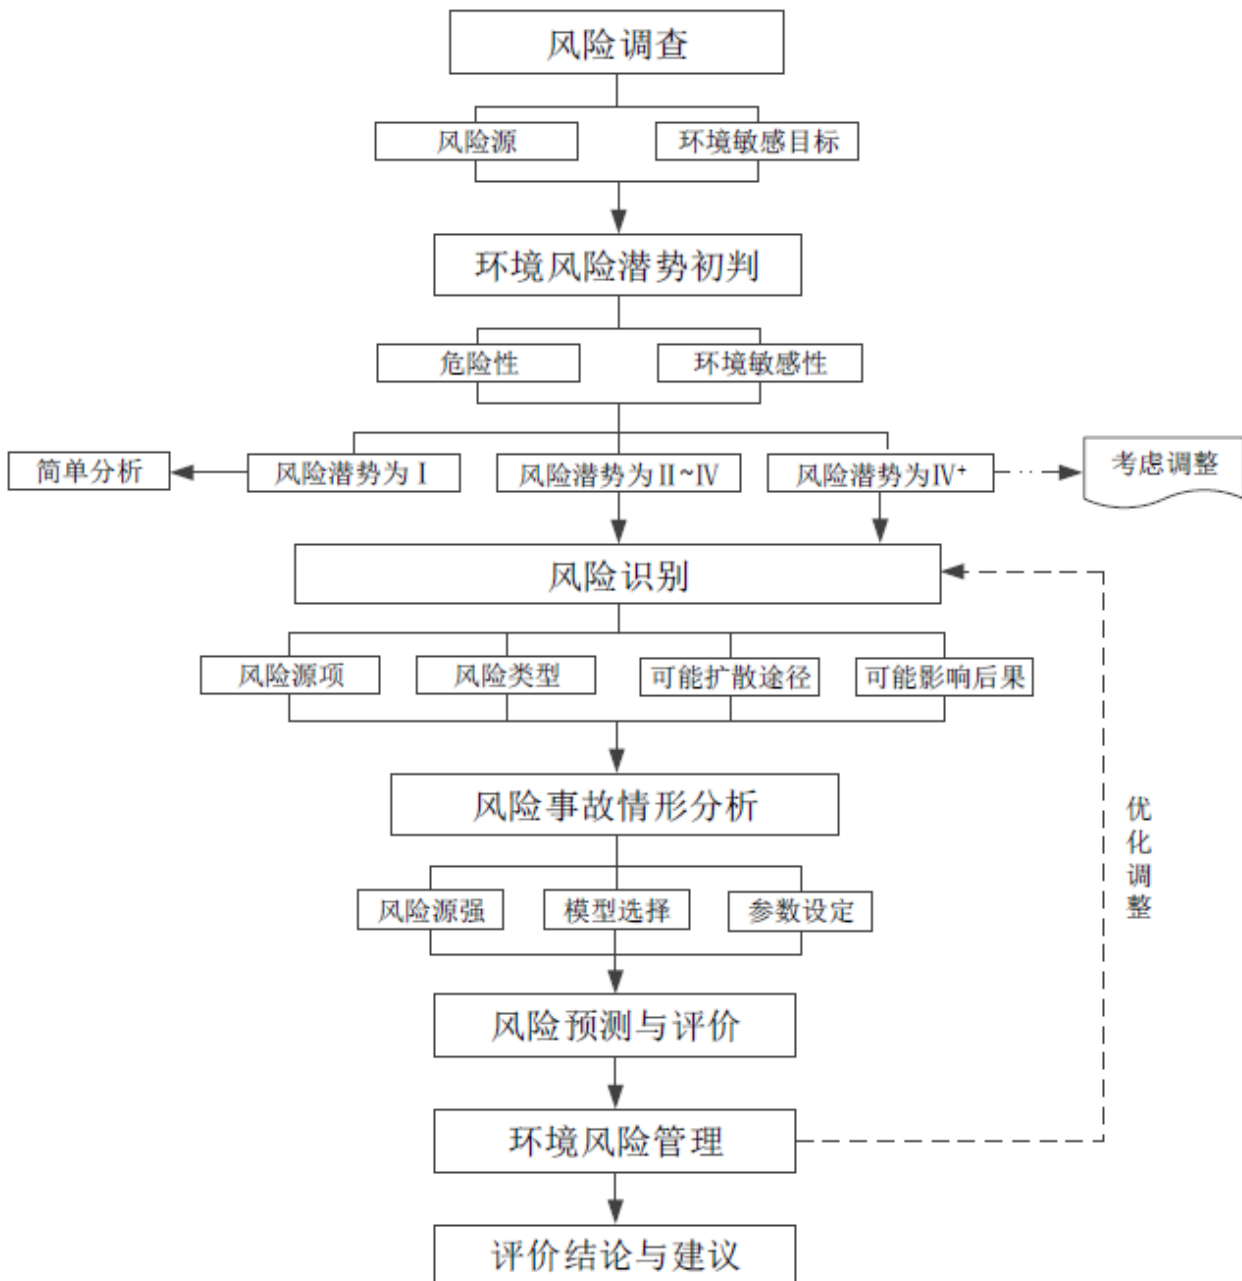 风险调查
风险源
环境敏感目标
环境风险潜势初判
危险性
环境敏感性
简单分析
风险潜势为Ⅰ
风险潜势为Ⅱ~Ⅳ
风险潜势为Ⅳ⁺
考虑调整
风险识别
风险源项
风险类型
可能扩散途径
可能影响后果
风险事故情形分析
优化调整
风险源强
模型选择
参数设定
风险预测与评价
环境风险管理
评价结论与建议